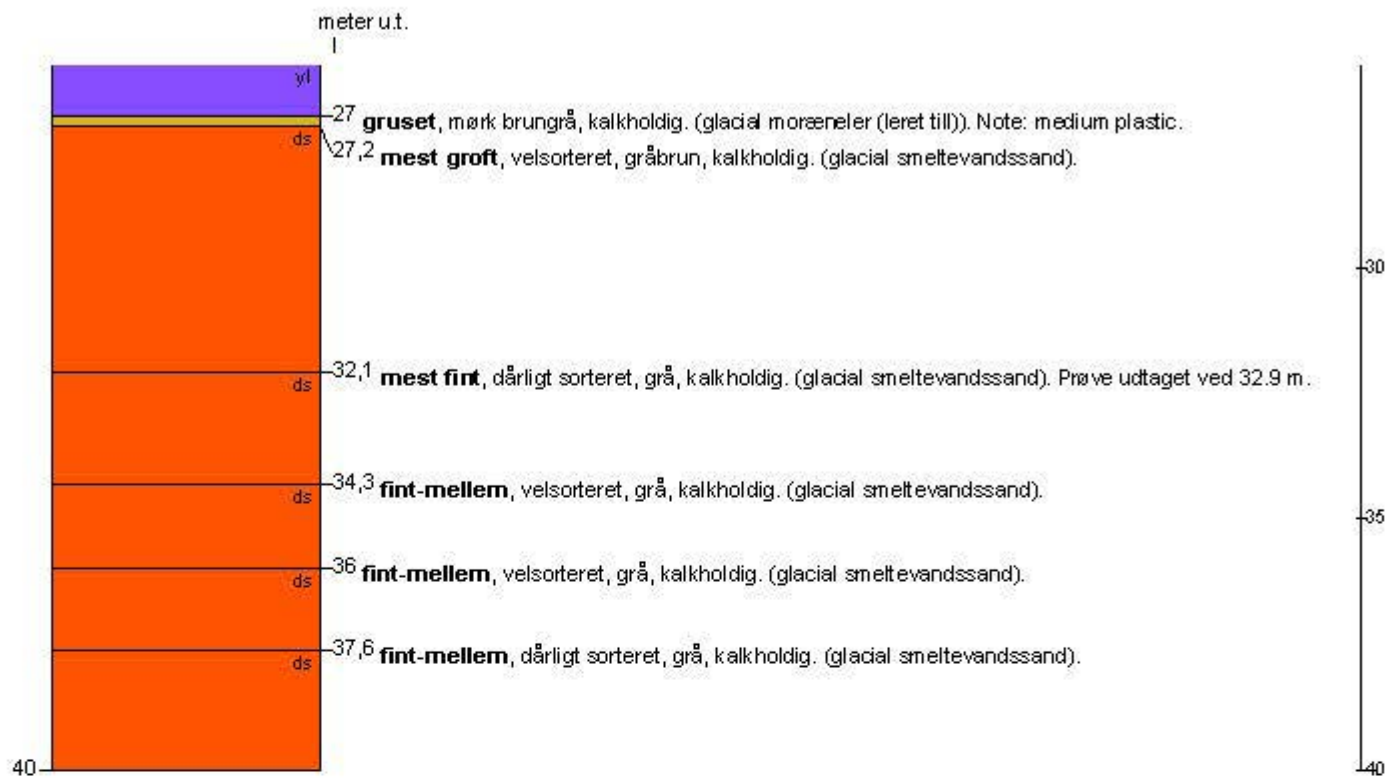 meter u.t.
yl
27 gruset, mørk brungrå, kalkholdig. (glacial moræneler (leret till)). Note: medium plastic.
ds
27,2 mest groft, velsorteret, gråbrun, kalkholdig. (glacial smeltevandssand).
30
32,1 mest fint, dårligt sorteret, grå, kalkholdig. (glacial smeltevandssand). Prøve udtaget ved 32.9 m.
ds
34,3 fint-mellem, velsorteret, grå, kalkholdig. (glacial smeltevandssand).
ds
35
36 fint-mellem, velsorteret, grå, kalkholdig. (glacial smeltevandssand).
ds
37,6 fint-mellem, dårligt sorteret, grå, kalkholdig. (glacial smeltevandssand).
ds
40
40